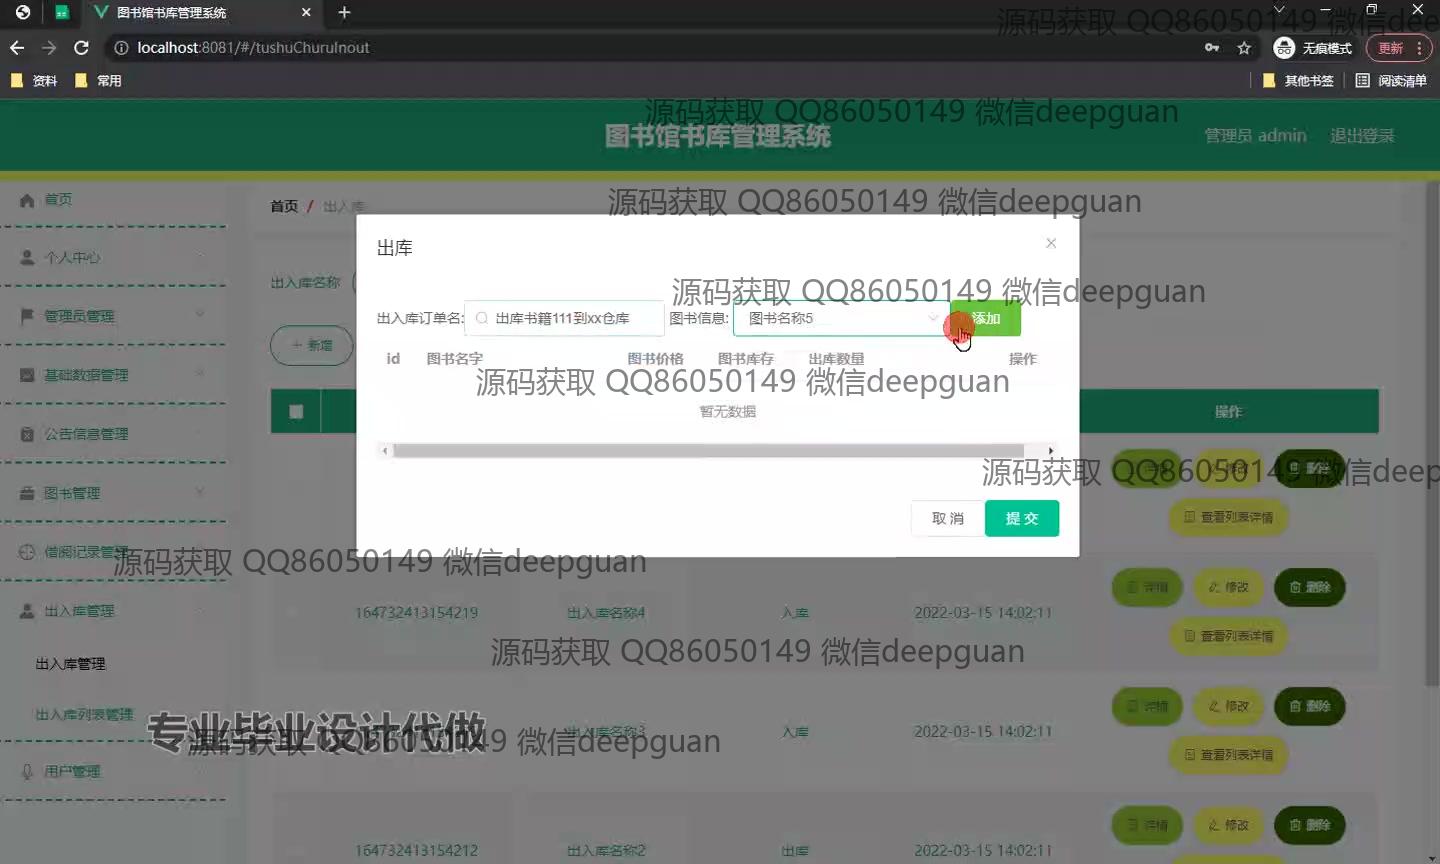 图书馆书库管理系统
localhost:8081/#/tushuChuruInout
无痕模式
更新
资料
常用
其他书签
阅读清单
源码获取 QQ86050149 微信dee
源码获取 QQ86050149 微信deepguan
图书馆书库管理系统
管理员 admin
退出登录
首页
个人中心
管理员管理
基础数据管理
公告信息管理
图书管理
借阅记录管理
出入库管理
出入库管理
出入库列表管理
用户管理
首页 / 出入库
源码获取 QQ86050149 微信deepguan
出入库名称
+ 新增
出库
源码获取 QQ86050149 微信deepguan
出入库订单名:
出库书籍111到xx仓库
图书信息:
图书名称5
添加
id 图书名字 图书价格 图书库存 出库数量 操作
源码获取 QQ86050149 微信deepguan
暂无数据
取 消
提 交
操作
源码获取 QQ86050149 微信deep
详情 修改 删除
查看列表详情
源码获取 QQ86050149 微信deepguan
164732413154219 出入库名称4 入库 2022-03-15 14:02:11
详情 修改 删除
查看列表详情
源码获取 QQ86050149 微信deepguan
出入库名称3 入库 2022-03-15 14:02:11
详情 修改 删除
查看列表详情
专业毕业设计代做
源码获取 QQ86050149 微信deepguan
164732413154212 出入库名称2 出库 2022-03-15 14:02:11
详情 修改 删除